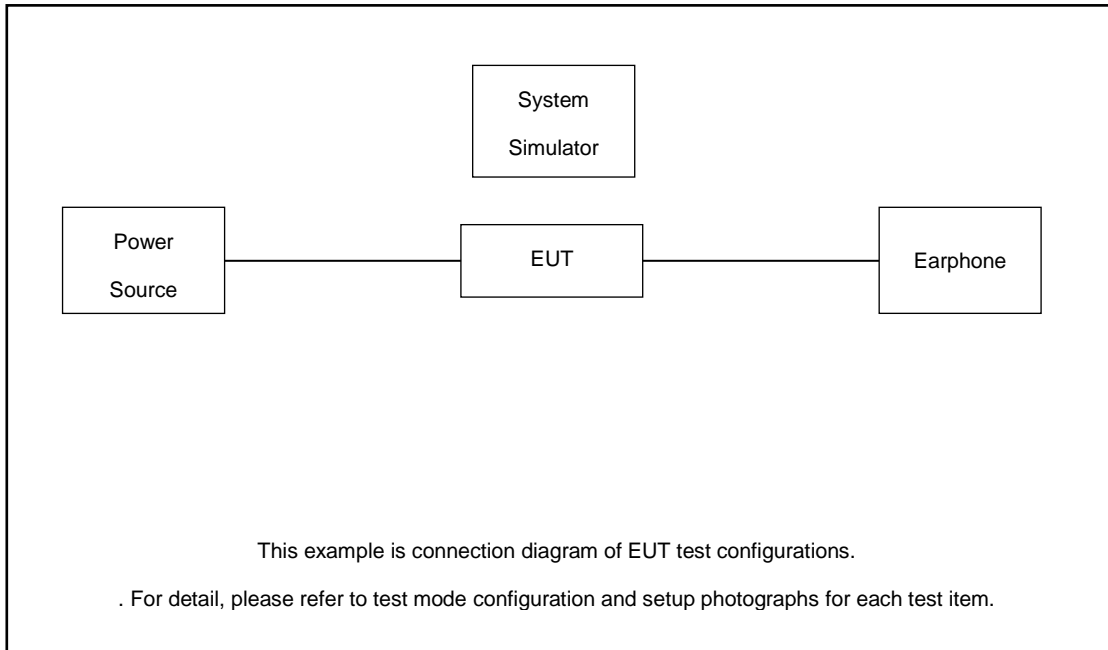 System
Simulator
Power
Source
EUT
Earphone
This example is connection diagram of EUT test configurations.
. For detail, please refer to test mode configuration and setup photographs for each test item.